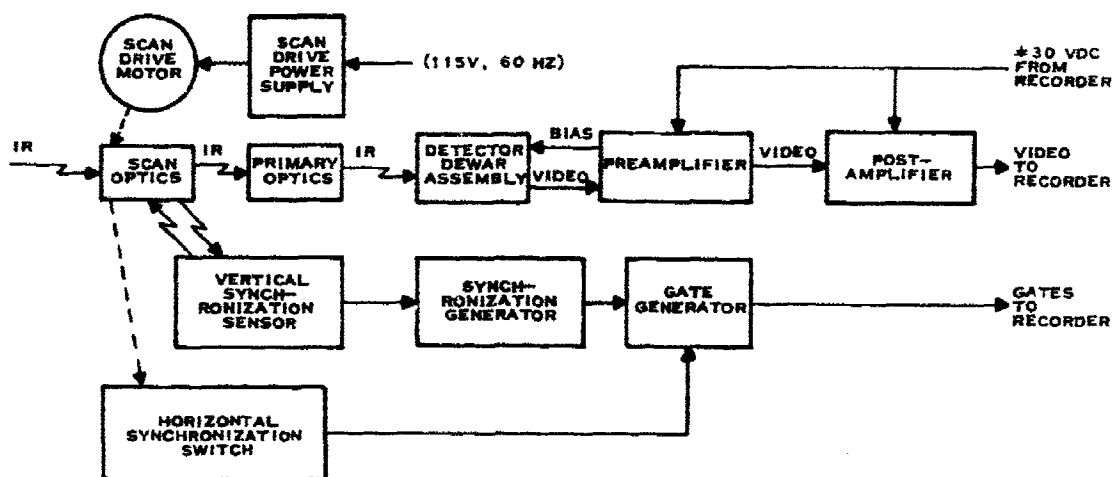 SCAN
DRIVE
MOTOR
SCAN
DRIVE
POWER
SUPPLY
(115V, 60 HZ)
±30 VDC
FROM
RECORDER
IR
SCAN
OPTICS
IR
PRIMARY
OPTICS
IR
DETECTOR
DEWAR
ASSEMBLY
BIAS
VIDEO
PREAMPLIFIER
VIDEO
POST-
AMPLIFIER
VIDEO
TO
RECORDER
VERTICAL
SYNCH-
RONIZATION
SENSOR
SYNCH-
RONIZATION
GENERATOR
GATE
GENERATOR
GATES
TO
RECORDER
HORIZONTAL
SYNCHRONIZATION
SWITCH